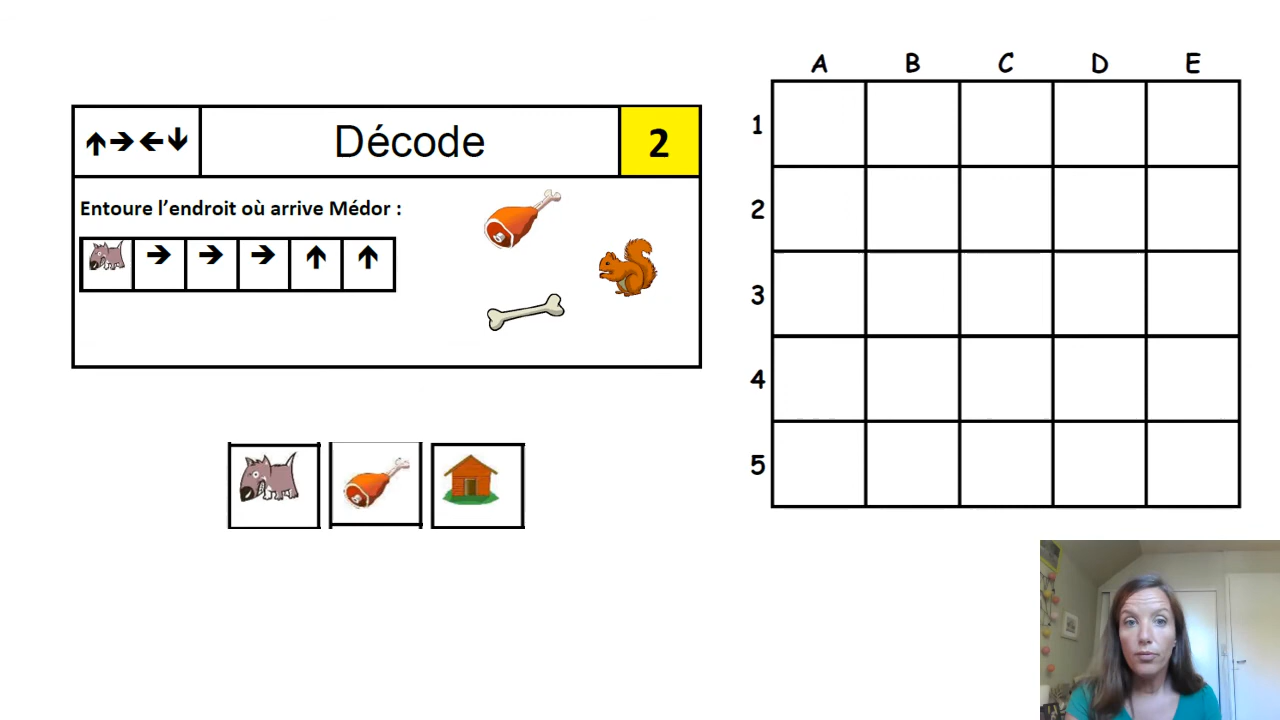 ↑→←↓ Décode 2
Entoure l’endroit où arrive Médor :
→ → → ↑ ↑
A B C D E
1
2
3
4
5